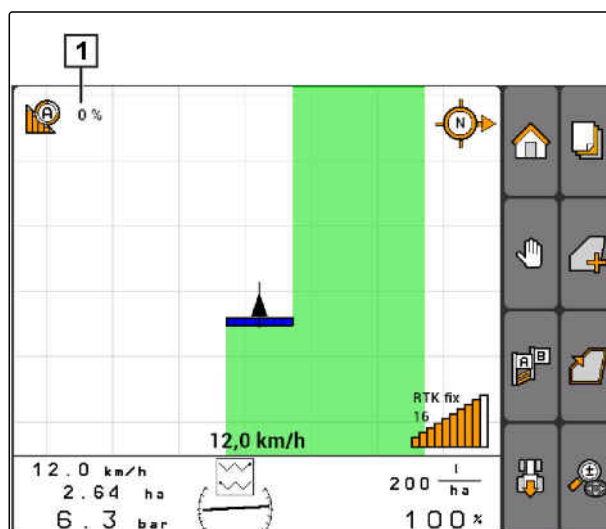 1
A
0 %
N
A B
RTK fix
16
12,0 km/h
12.0 km/h
2.64 ha
6.3 bar
200 l/ha
100 %